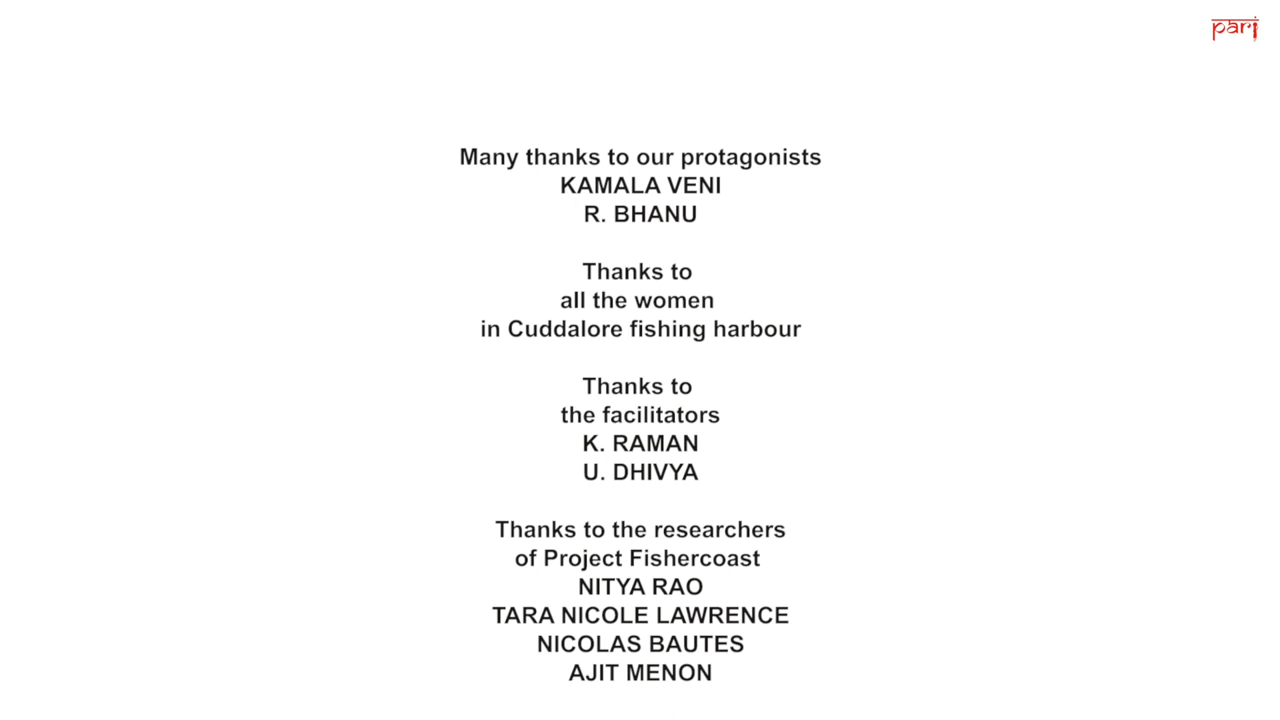 pari
Many thanks to our protagonists
KAMALA VENI
R. BHANU
Thanks to
all the women
in Cuddalore fishing harbour
Thanks to
the facilitators
K. RAMAN
U. DHIVYA
Thanks to the researchers
of Project Fishercoast
NITYA RAO
TARA NICOLE LAWRENCE
NICOLAS BAUTES
AJIT MENON